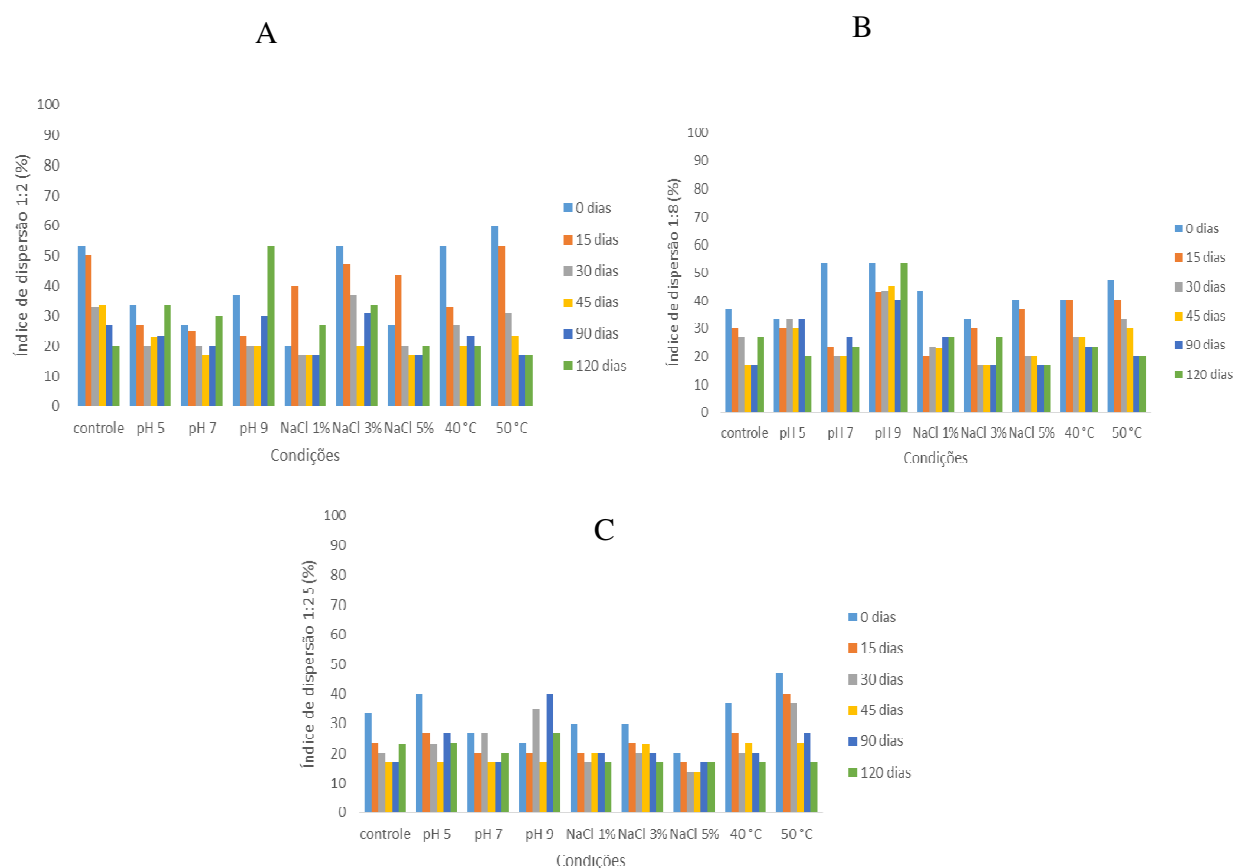 A
Índice de dispersão 1:2 (%)
100
90
80
70
60
50
40
30
20
10
0
controle pH 5 pH 7 pH 9 NaCl 1% NaCl 3% NaCl 5% 40 °C 50 °C
Condições
0 dias
15 dias
30 dias
45 dias
90 dias
120 dias
B
Índice de dispersão 1:8 (%)
100
90
80
70
60
50
40
30
20
10
0
controle pH 5 pH 7 pH 9 NaCl 1% NaCl 3% NaCl 5% 40 °C 50 °C
Condições
0 dias
15 dias
30 dias
45 dias
90 dias
120 dias
C
Índice de dispersão 1:25 (%)
100
90
80
70
60
50
40
30
20
10
0
controle pH 5 pH 7 pH 9 NaCl 1% NaCl 3% NaCl 5% 40 °C 50 °C
Condições
0 dias
15 dias
30 dias
45 dias
90 dias
120 dias